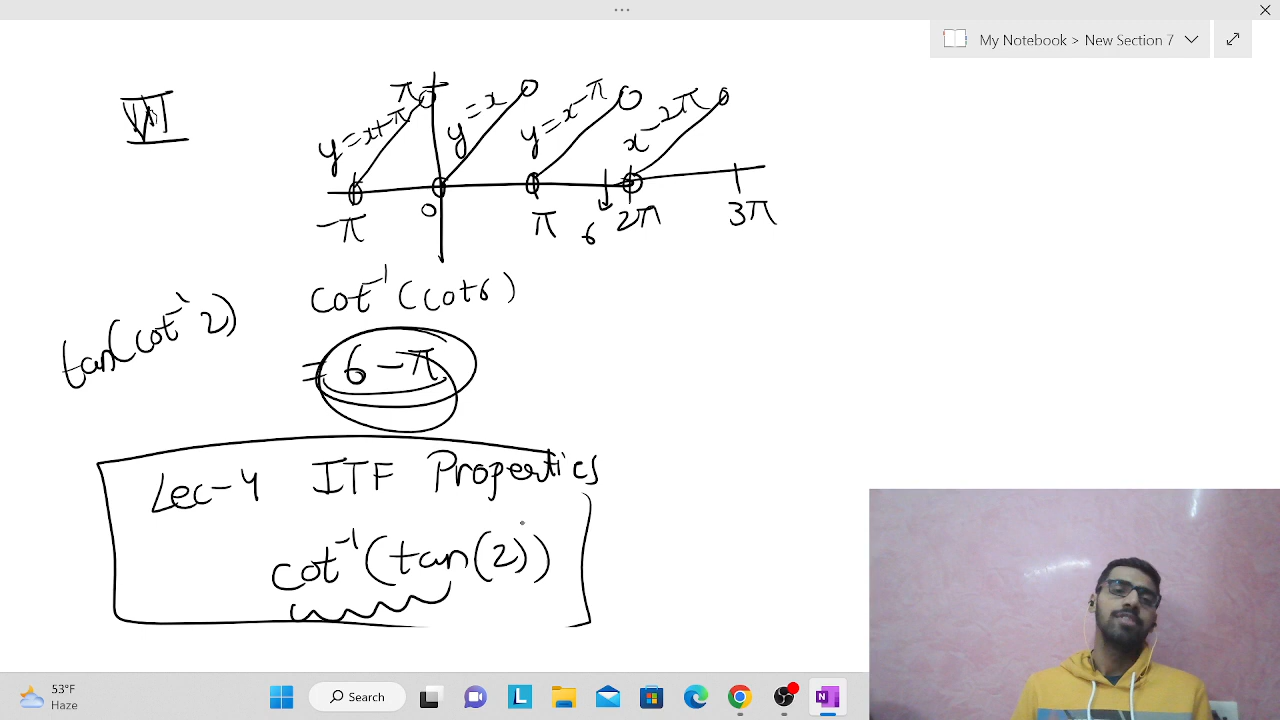 My Notebook > New Section 7
VII
π
y=x+π
y=x
y=x-π
x-2π
-π
0
π
6
2π
3π
cot⁻¹(cot6)
tan(cot⁻¹2)
= 6-π
Lec-4 ITF Properties
cot⁻¹(tan(2))
53°F
Haze
Search